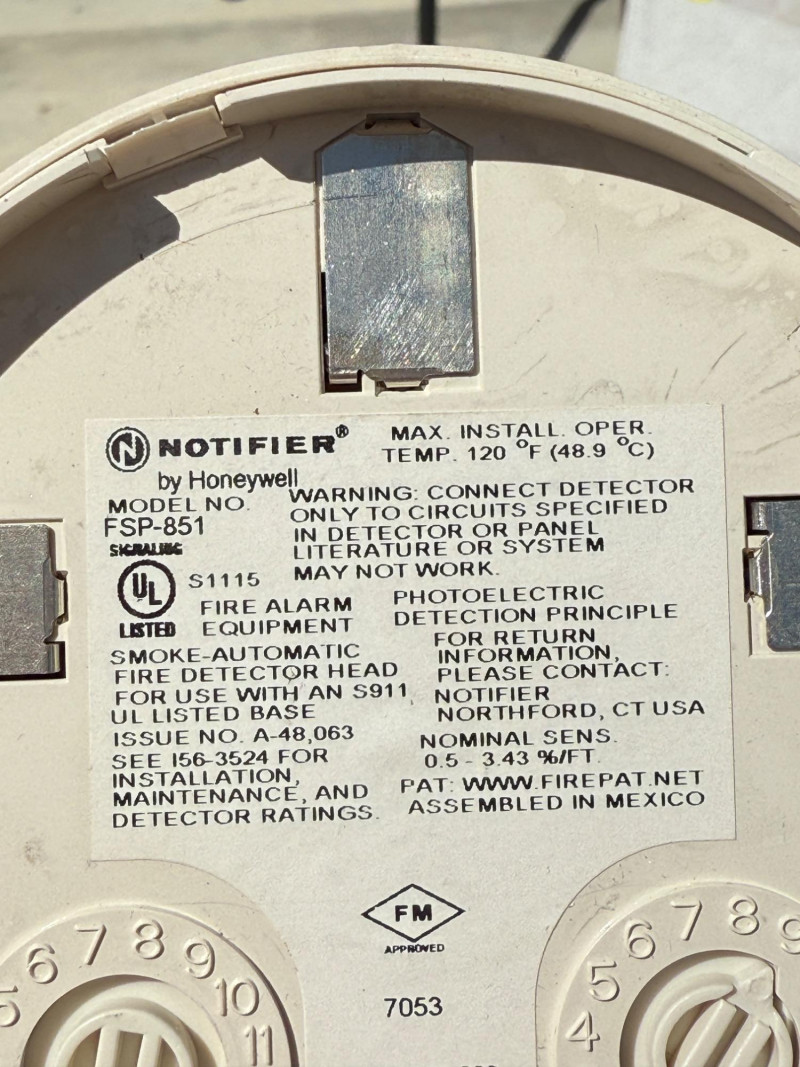 N NOTIFIER®
by Honeywell
MAX. INSTALL. OPER.
TEMP. 120 °F (48.9 °C)
MODEL NO.
FSP-851
WARNING: CONNECT DETECTOR
ONLY TO CIRCUITS SPECIFIED
IN DETECTOR OR PANEL
LITERATURE OR SYSTEM
MAY NOT WORK.
SIGNALING
UL S1115
LISTED
FIRE ALARM
EQUIPMENT
PHOTOELECTRIC
DETECTION PRINCIPLE
SMOKE-AUTOMATIC
FIRE DETECTOR HEAD
FOR USE WITH AN S911
UL LISTED BASE
ISSUE NO. A-48,063
SEE I56-3524 FOR
INSTALLATION,
MAINTENANCE, AND
DETECTOR RATINGS.
FOR RETURN
INFORMATION,
PLEASE CONTACT:
NOTIFIER
NORTHFORD, CT USA
NOMINAL SENS.
0.5 - 3.43 %/FT.
PAT: WWW.FIREPAT.NET
ASSEMBLED IN MEXICO
FM
APPROVED
7053
5 6 7 8 9 10 11
4 5 6 7 8 9